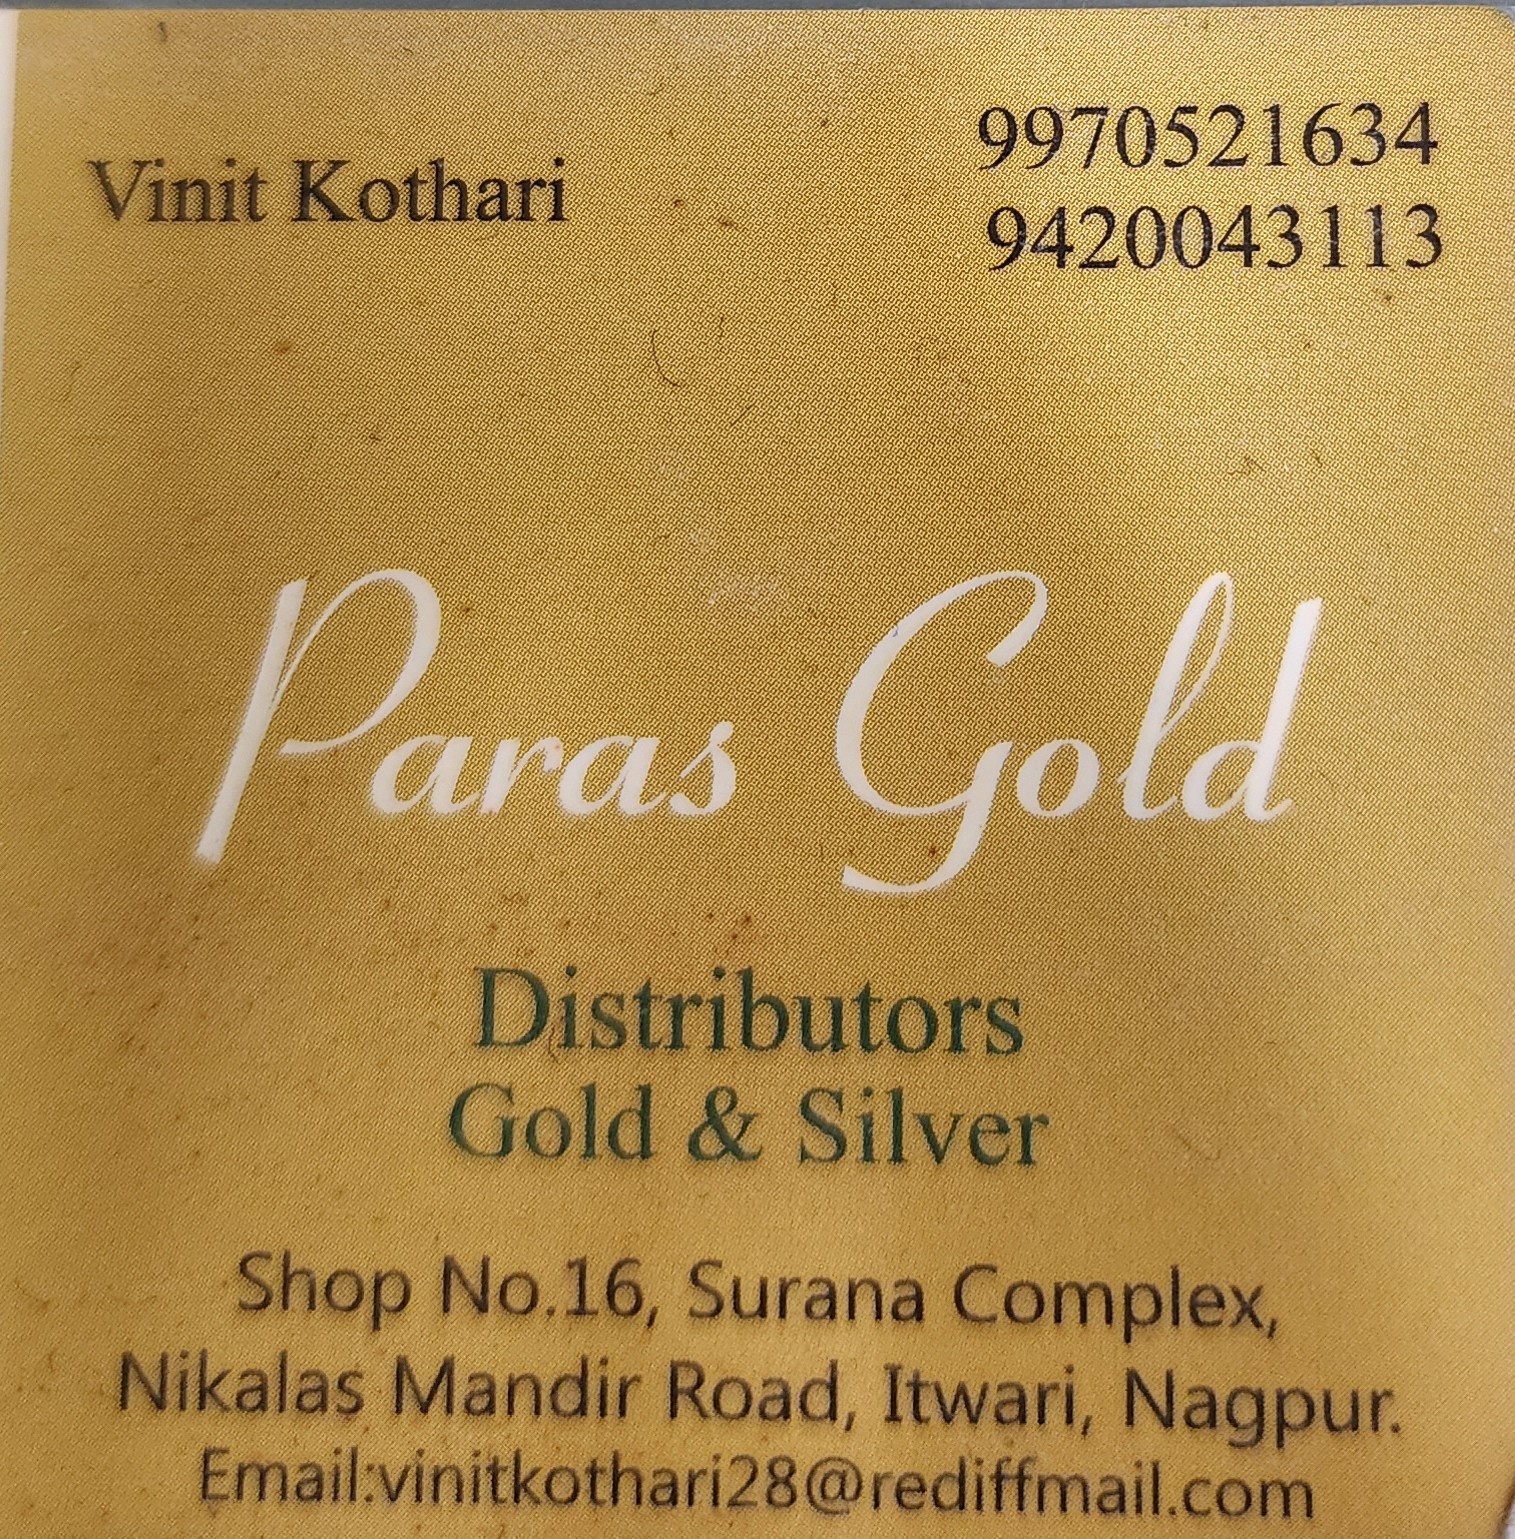 Vinit Kothari
9970521634
9420043113
Paras Gold
Distributors
Gold & Silver
Shop No.16, Surana Complex,
Nikalas Mandir Road, Itwari, Nagpur.
Email:vinitkothari28@rediffmail.com